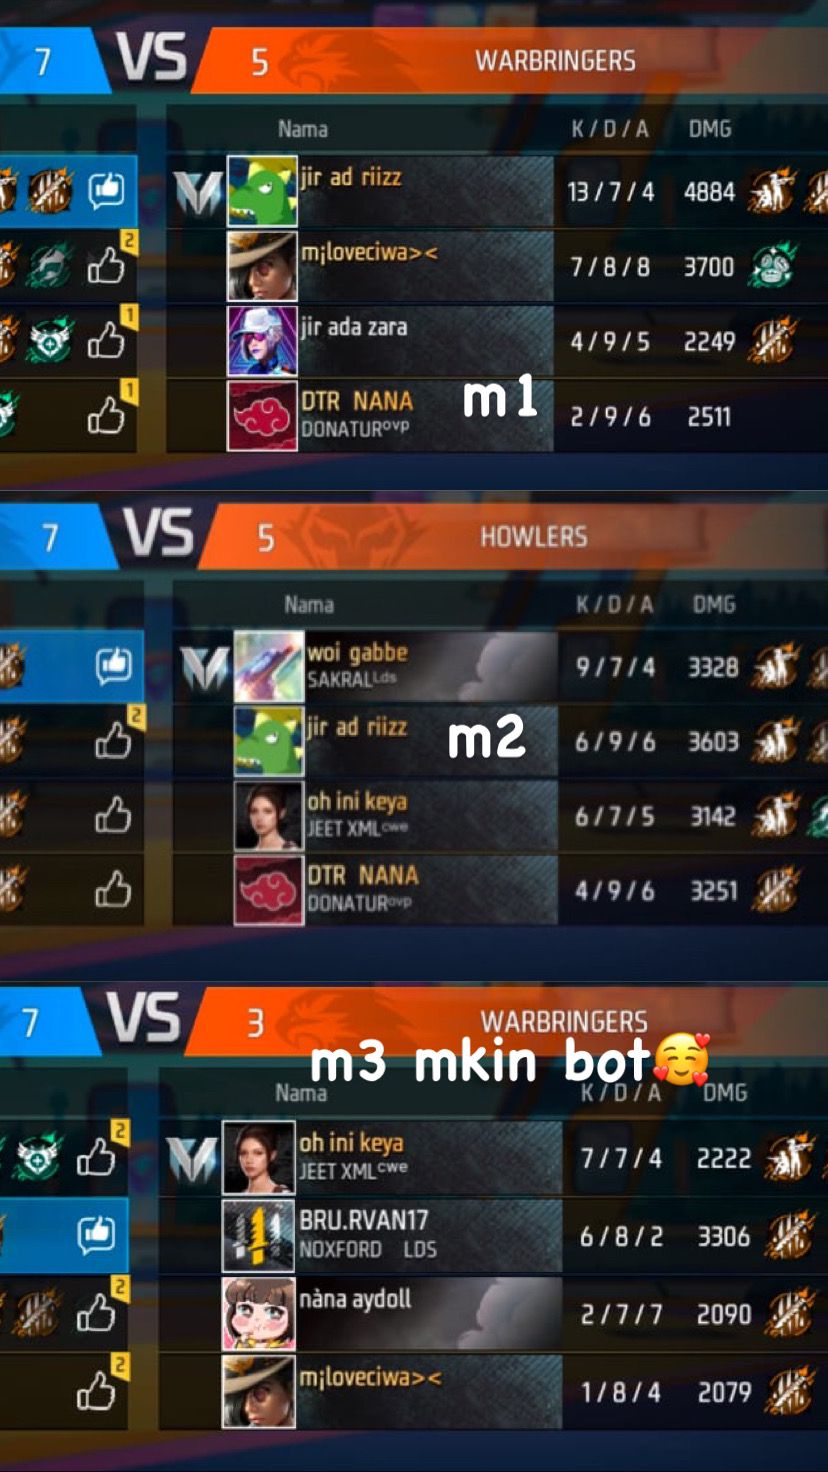 7 VS 5 WARBRINGERS
Nama K / D / A DMG
jir ad riizz 13 / 7 / 4 4884
2 m¡loveciwa>< 7 / 8 / 8 3700
1 jir ada zara 4 / 9 / 5 2249
m1
1 DTR NANA
DONATURᵒᵛᵖ 2 / 9 / 6 2511
7 VS 5 HOWLERS
Nama K / D / A DMG
woi gabbe
SAKRALᴸᵈˢ 9 / 7 / 4 3328
2 jir ad riizz 6 / 9 / 6 3603
m2
oh ini keya
JEET XMLᶜʷᵉ 6 / 7 / 5 3142
DTR NANA
DONATURᵒᵛᵖ 4 / 9 / 6 3251
7 VS 3 WARBRINGERS
m3 mkin bot🥰
Nama K / D / A DMG
2 oh ini keya
JEET XMLᶜʷᵉ 7 / 7 / 4 2222
BRU.RVAN17
NOXFORD LDS 6 / 8 / 2 3306
2 nàna aydoll 2 / 7 / 7 2090
2 m¡loveciwa>< 1 / 8 / 4 2079